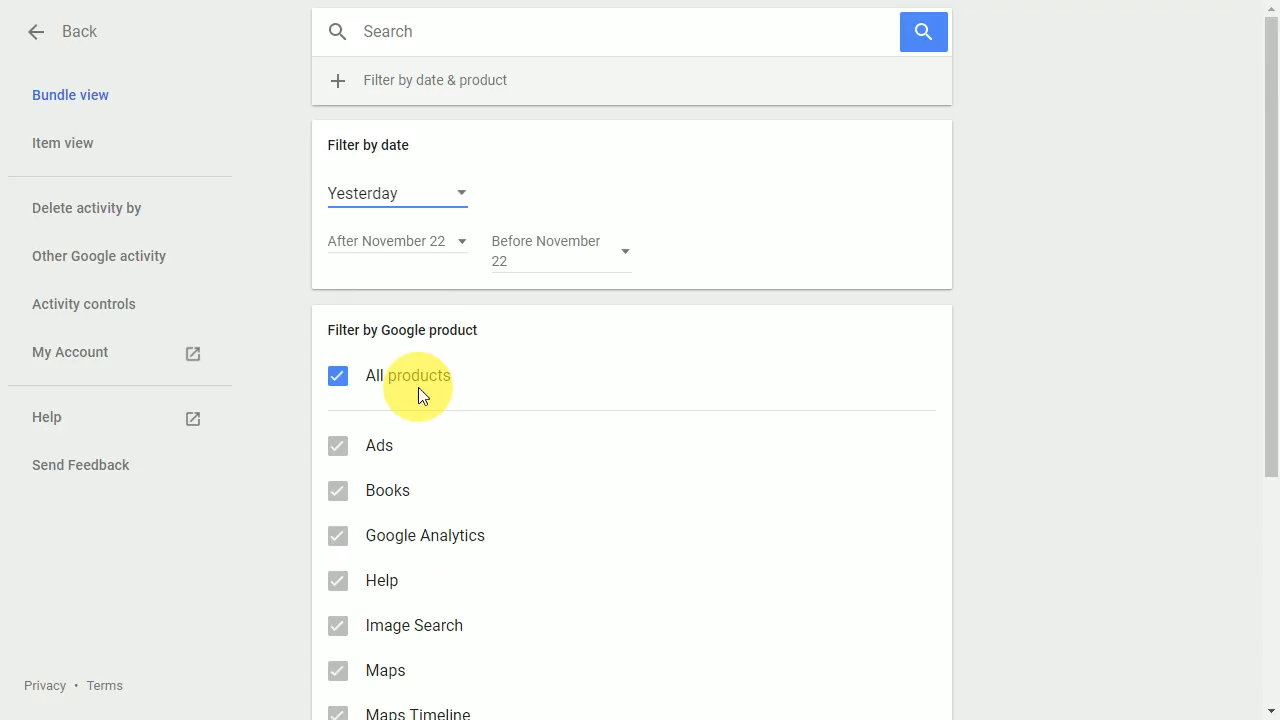 Back
Bundle view
Item view
Delete activity by
Other Google activity
Activity controls
My Account
Help
Send Feedback
Privacy • Terms
Search
Filter by date & product
Filter by date
Yesterday
After November 22
Before November
22
Filter by Google product
All products
Ads
Books
Google Analytics
Help
Image Search
Maps
Maps Timeline